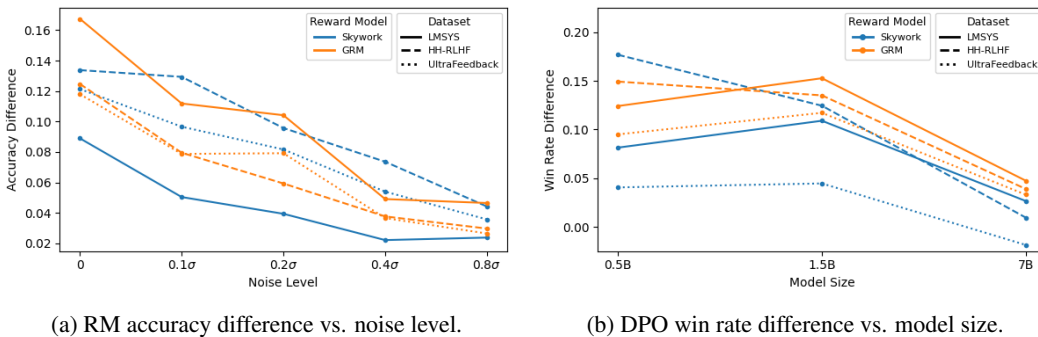 Reward Model
Skywork
GRM
Dataset
LMSYS
HH-RLHF
UltraFeedback
Accuracy Difference
0.16
0.14
0.12
0.10
0.08
0.06
0.04
0.02
0
0.1σ
0.2σ
0.4σ
0.8σ
Noise Level
(a) RM accuracy difference vs. noise level.
Reward Model
Skywork
GRM
Dataset
LMSYS
HH-RLHF
UltraFeedback
Win Rate Difference
0.20
0.15
0.10
0.05
0.00
0.5B
1.5B
7B
Model Size
(b) DPO win rate difference vs. model size.